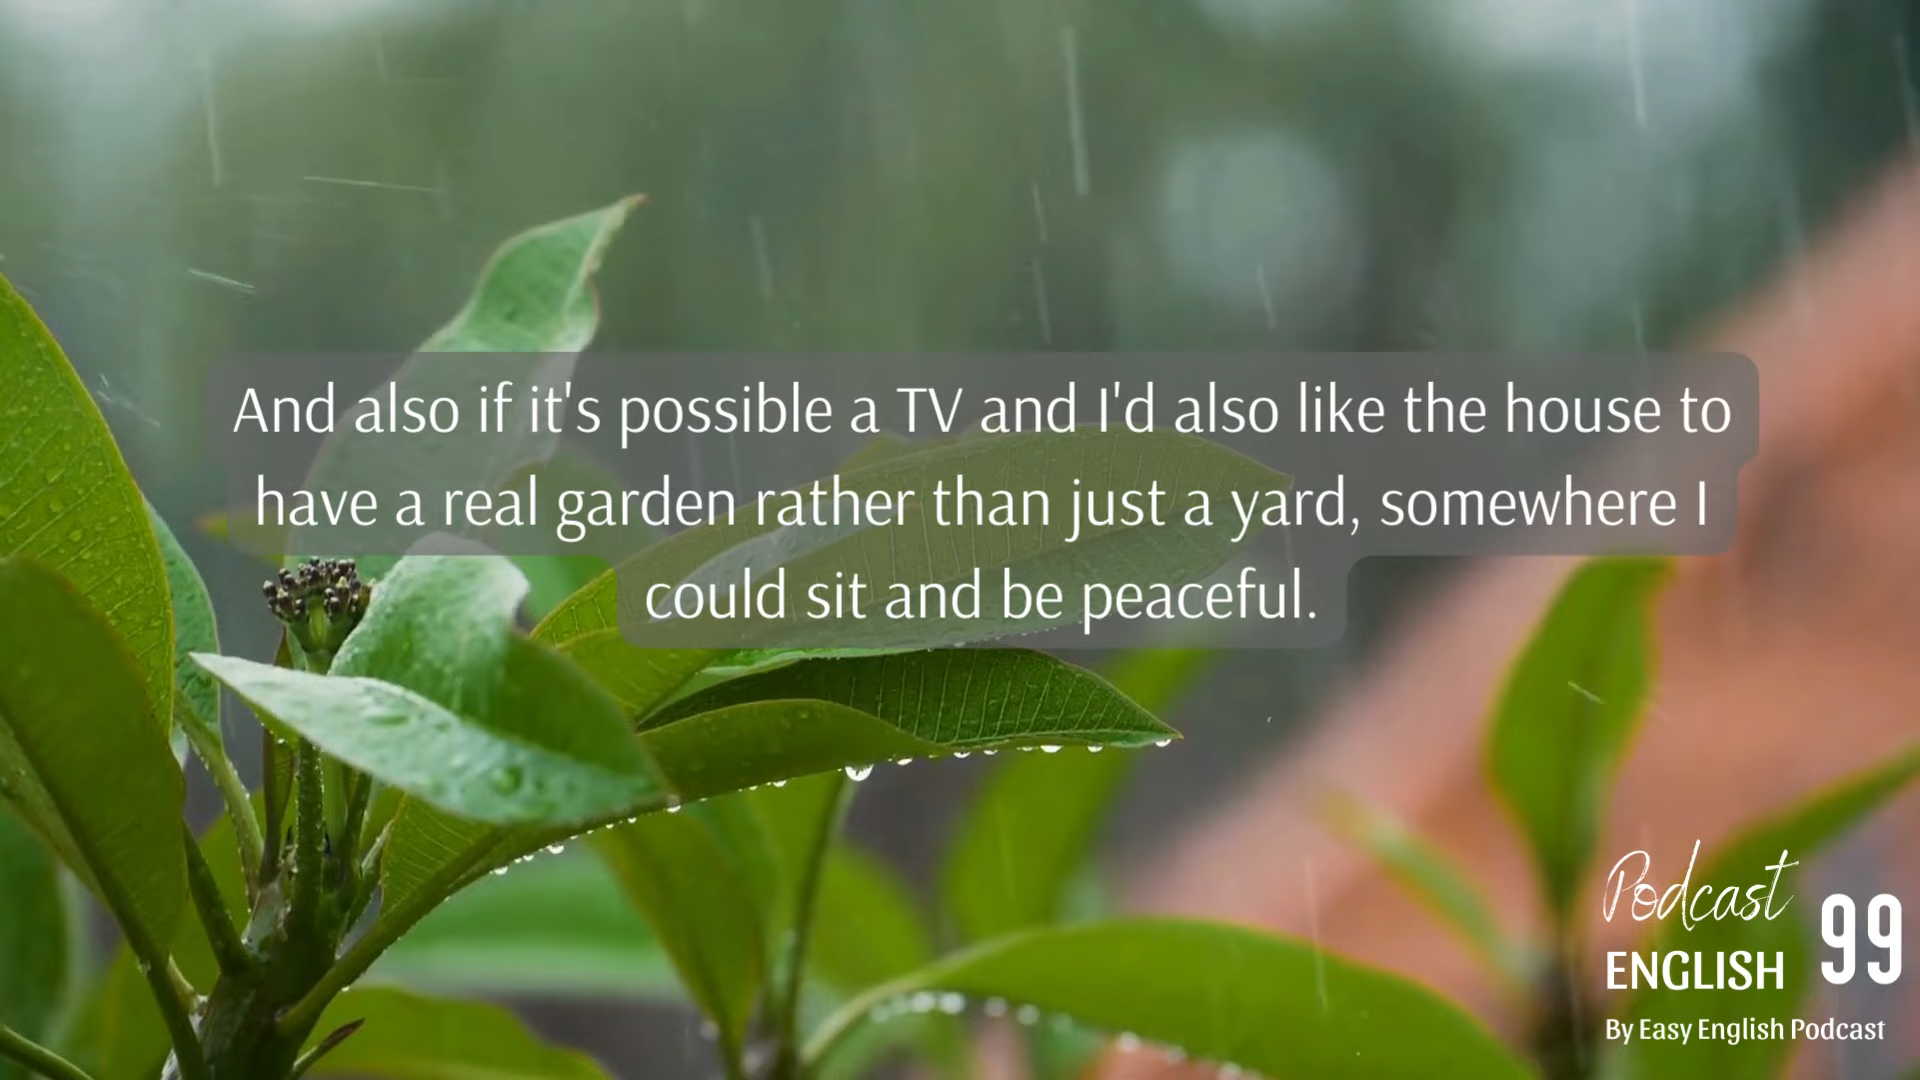 And also if it's possible a TV and I'd also like the house to
have a real garden rather than just a yard, somewhere I
could sit and be peaceful.
Podcast
ENGLISH 99
By Easy English Podcast